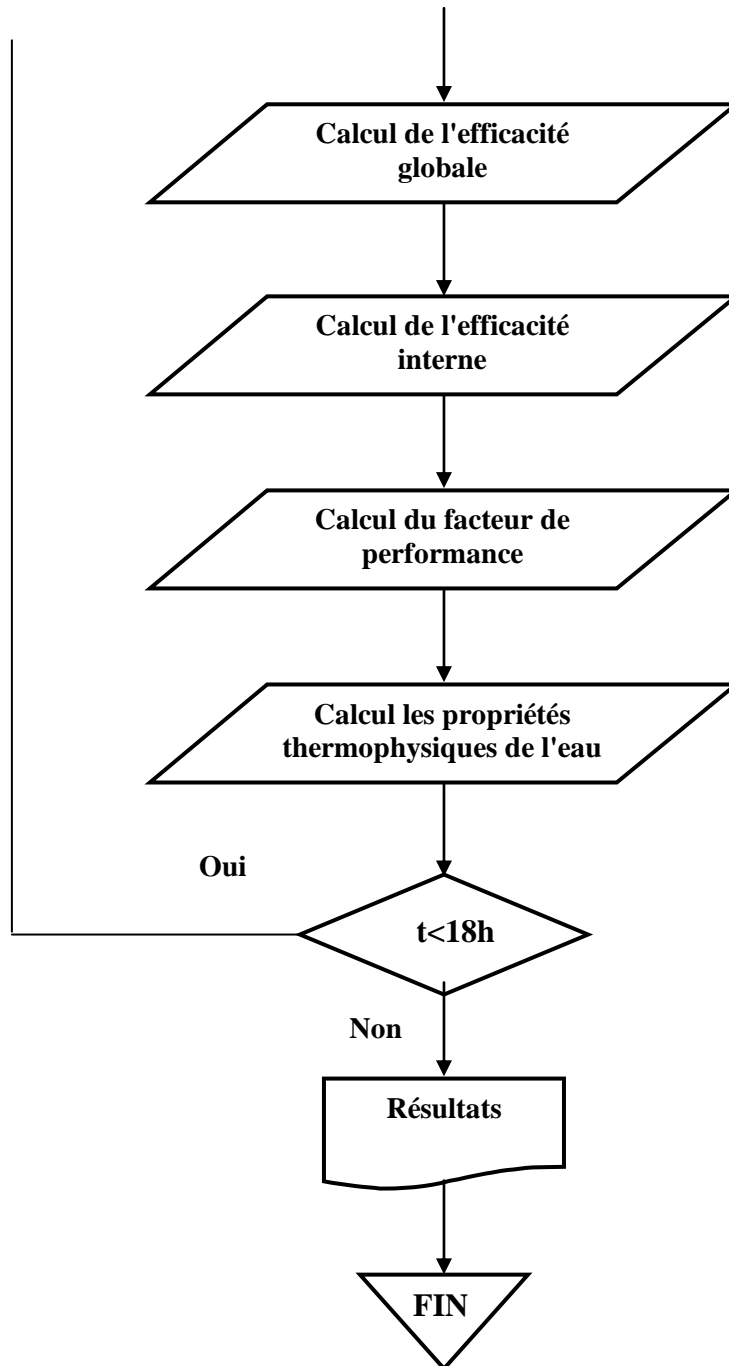 Calcul de l'efficacité
globale
Calcul de l'efficacité
interne
Calcul du facteur de
performance
Calcul les propriétés
thermophysiques de l'eau
Oui
t<18h
Non
Résultats
FIN